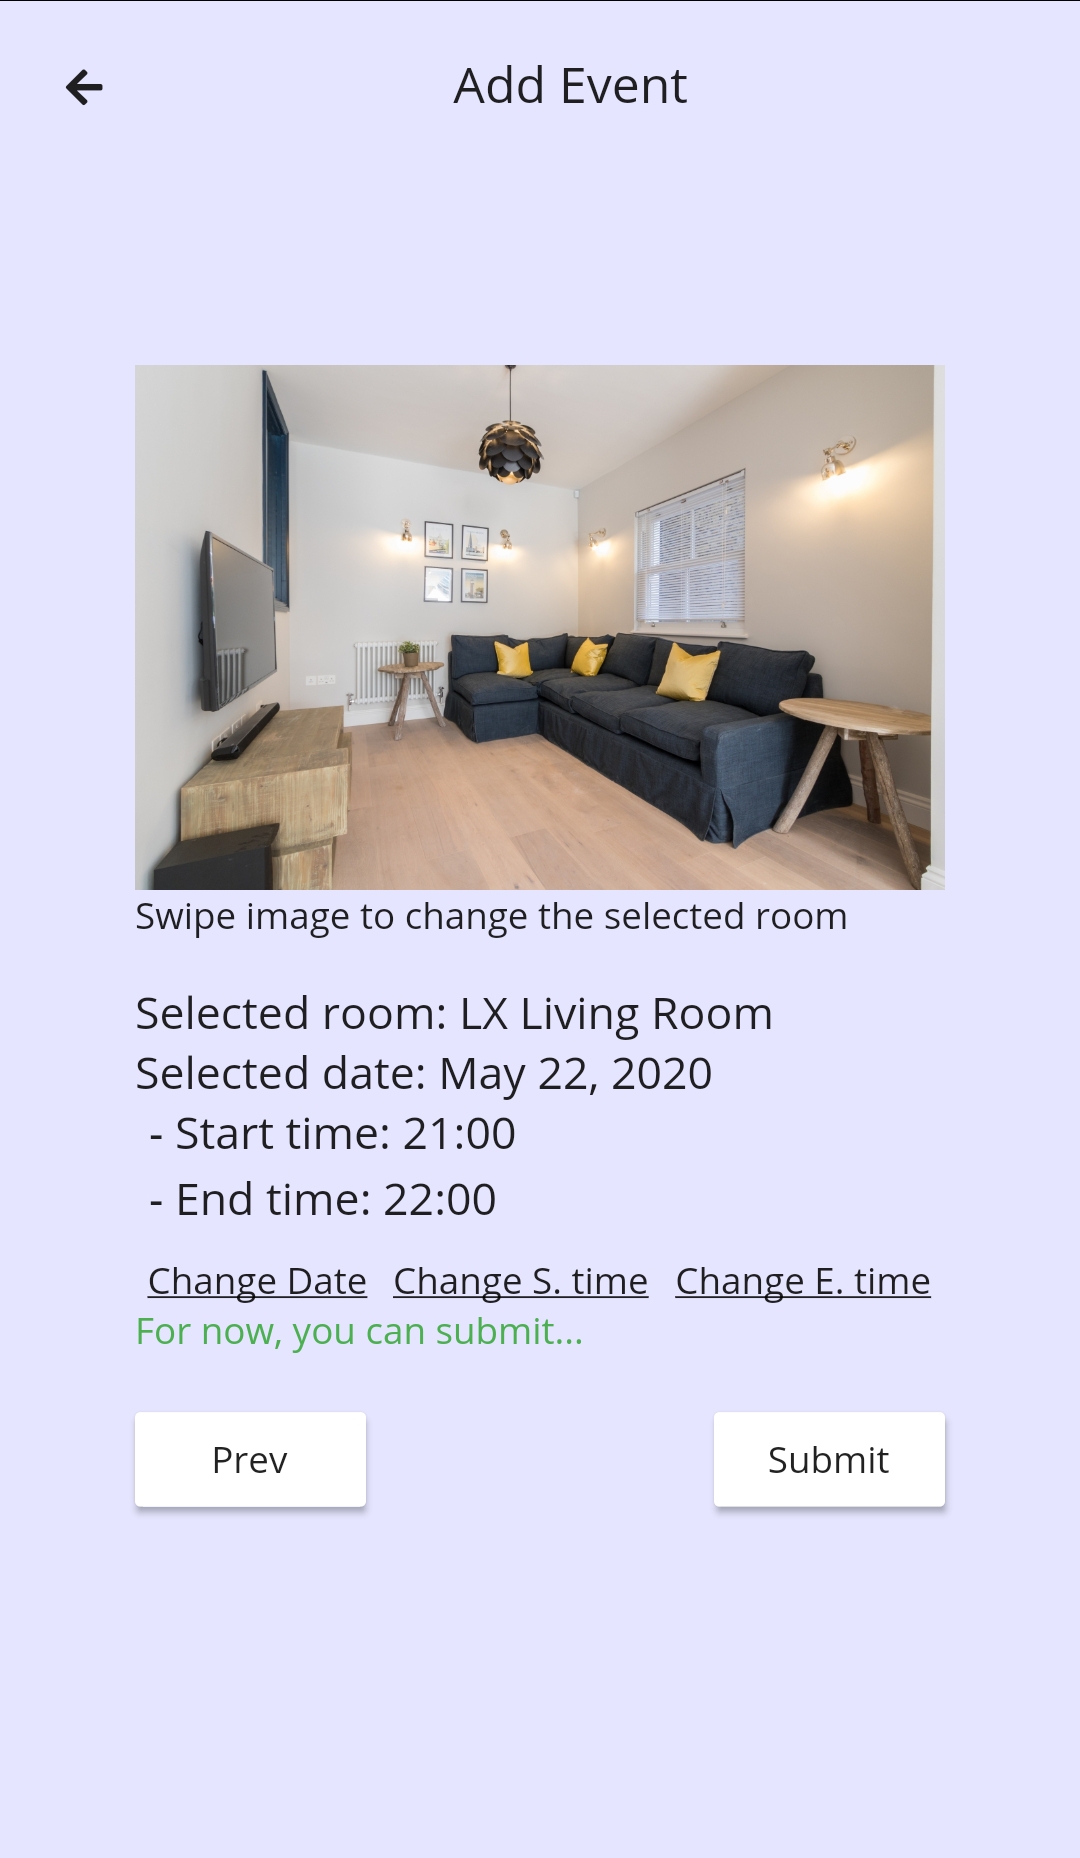 Add Event
Swipe image to change the selected room
Selected room: LX Living Room
Selected date: May 22, 2020
- Start time: 21:00
- End time: 22:00
Change Date Change S. time Change E. time
For now, you can submit...
Prev Submit